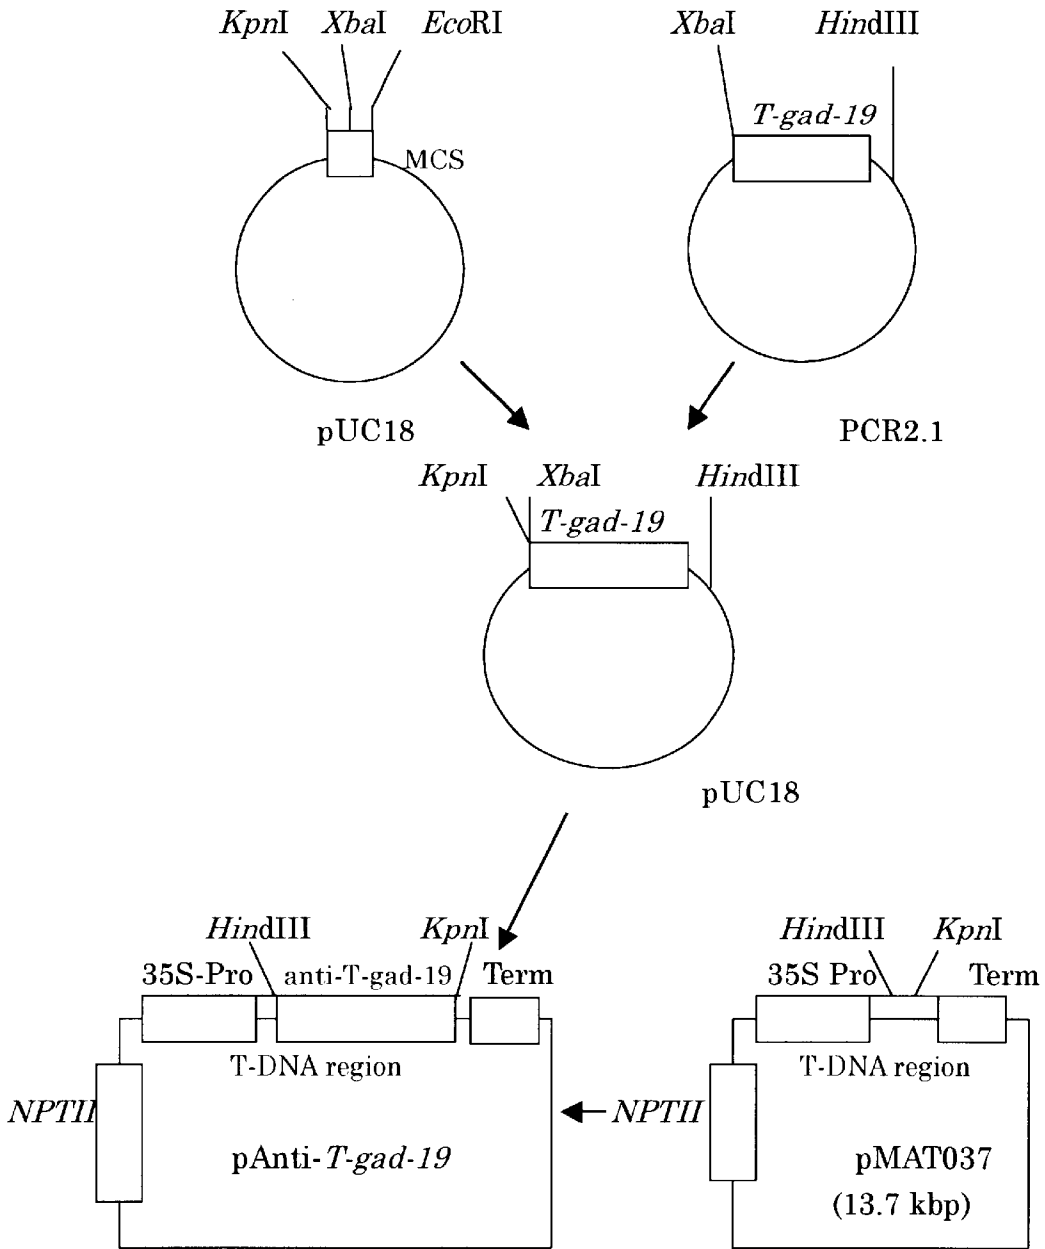 KpnI XbaI EcoRI
MCS
pUC18
XbaI HindIII
T-gad-19
PCR2.1
KpnI XbaI HindIII
T-gad-19
pUC18
HindIII KpnI
35S-Pro anti-T-gad-19 Term
T-DNA region
NPTII
pAnti-T-gad-19
HindIII KpnI
35S Pro Term
T-DNA region
NPTII
pMAT037
(13.7 kbp)